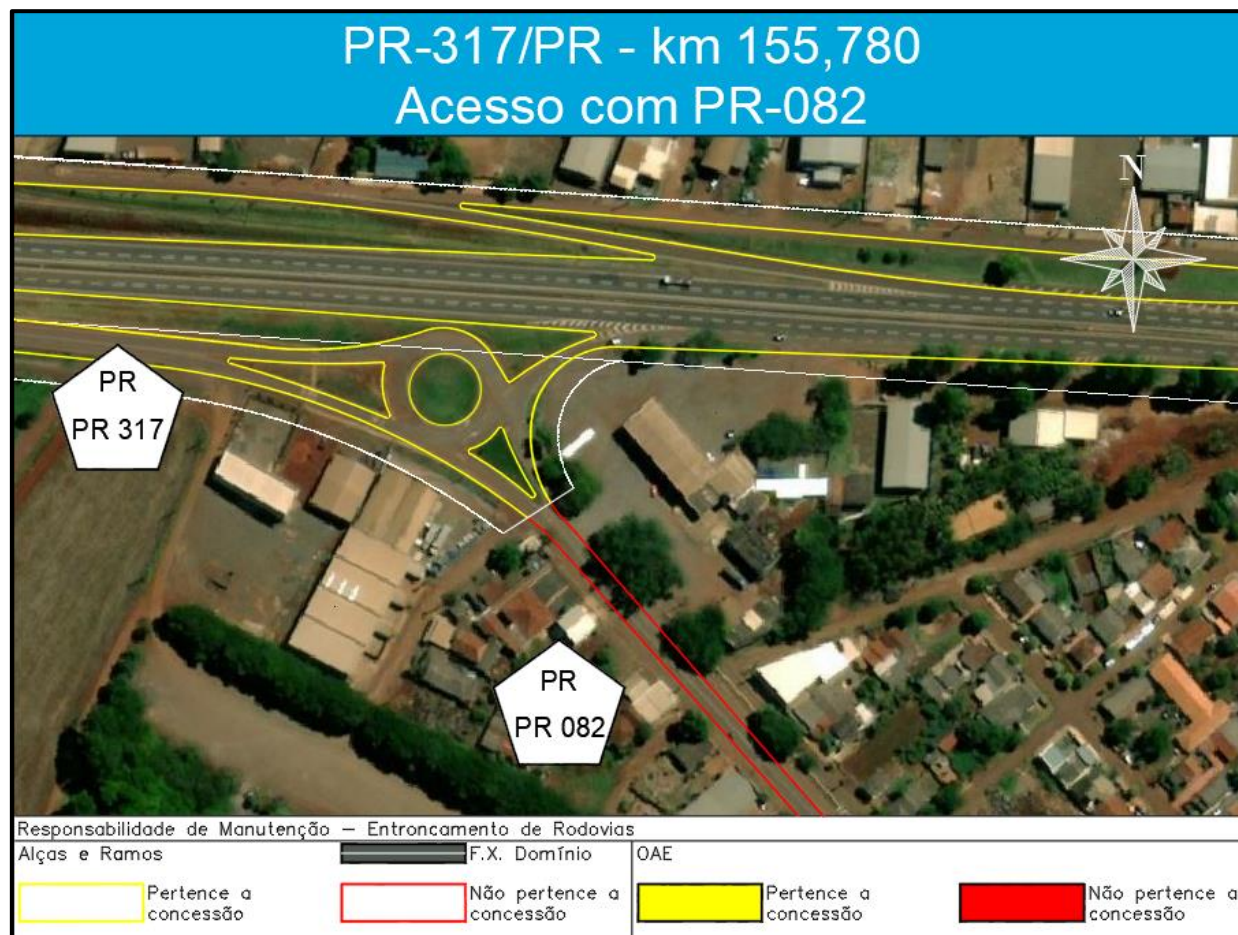 PR-317/PR - km 155,780
Acesso com PR-082
N
PR
PR 317
PR
PR 082
Responsabilidade de Manutenção — Entroncamento de Rodovias
Alças e Ramos
F.X. Domínio
OAE
Pertence a
concessão
Não pertence a
concessão
Pertence a
concessão
Não pertence a
concessão